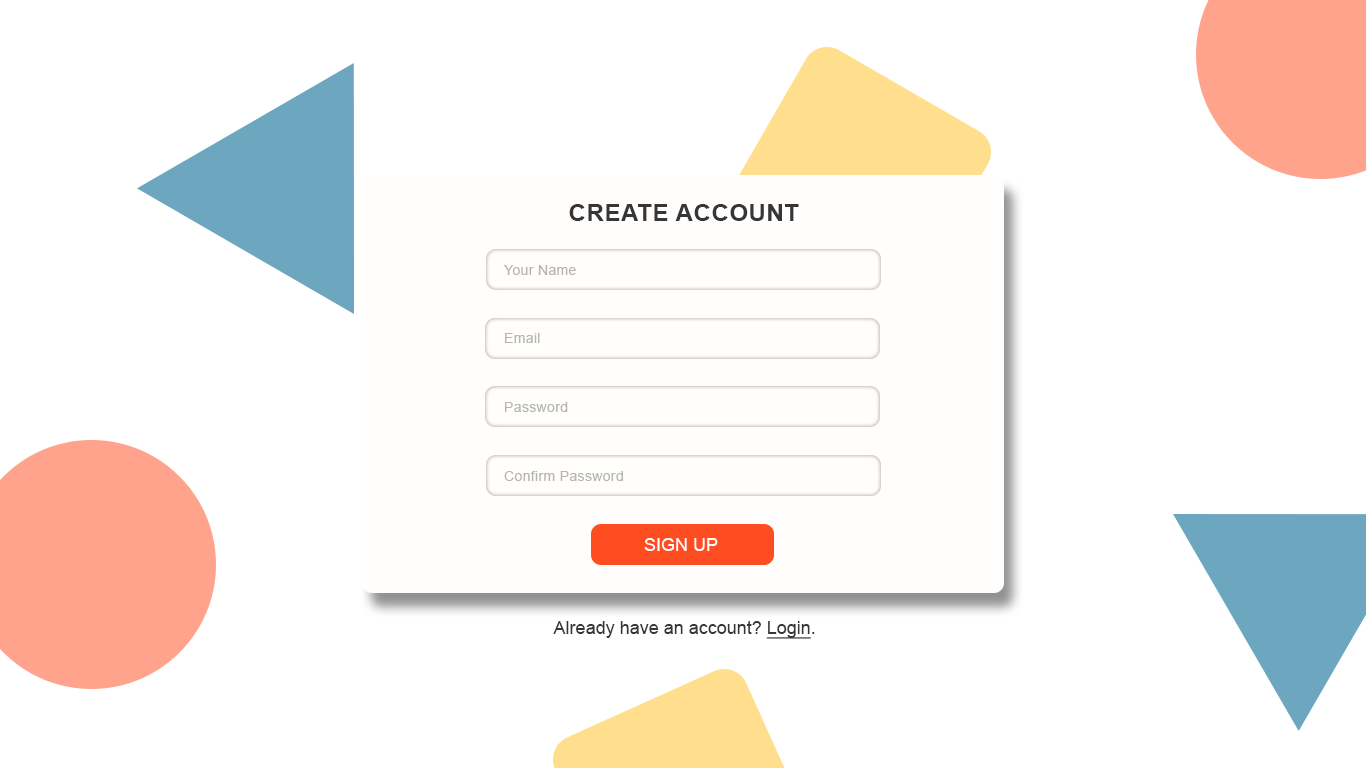 CREATE ACCOUNT
Your Name
Email
Password
Confirm Password
SIGN UP
Already have an account? Login.